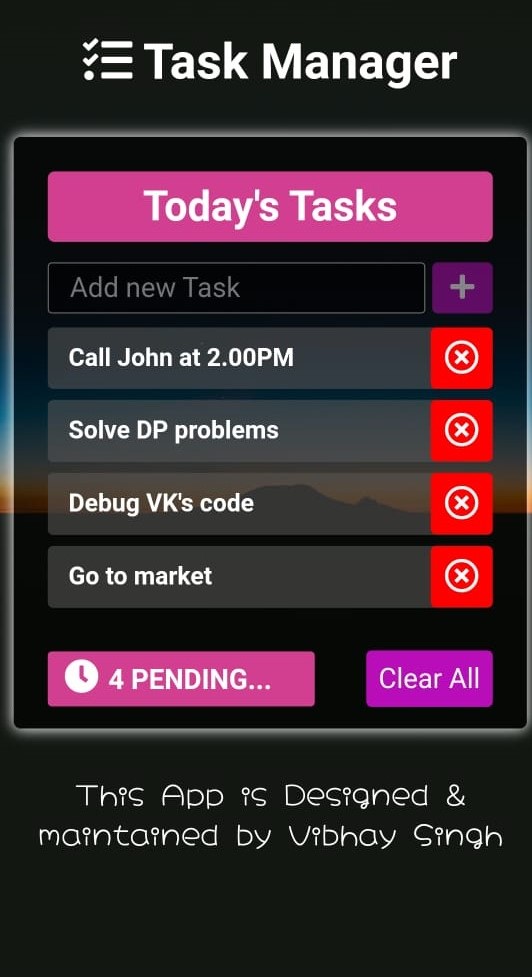 Task Manager
Today's Tasks
Add new Task
Call John at 2.00PM
Solve DP problems
Debug VK's code
Go to market
4 PENDING...
Clear All
This App is Designed &
maintained by Vibhay Singh